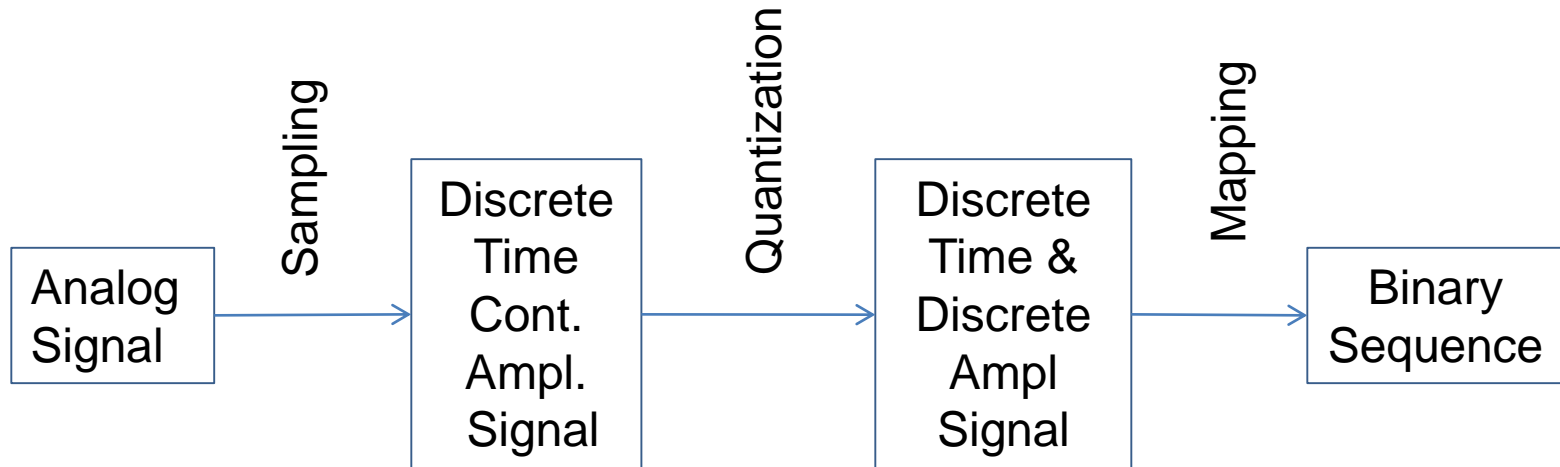 Analog
Signal
Sampling
Discrete
Time
Cont.
Ampl.
Signal
Quantization
Discrete
Time &
Discrete
Ampl
Signal
Mapping
Binary
Sequence